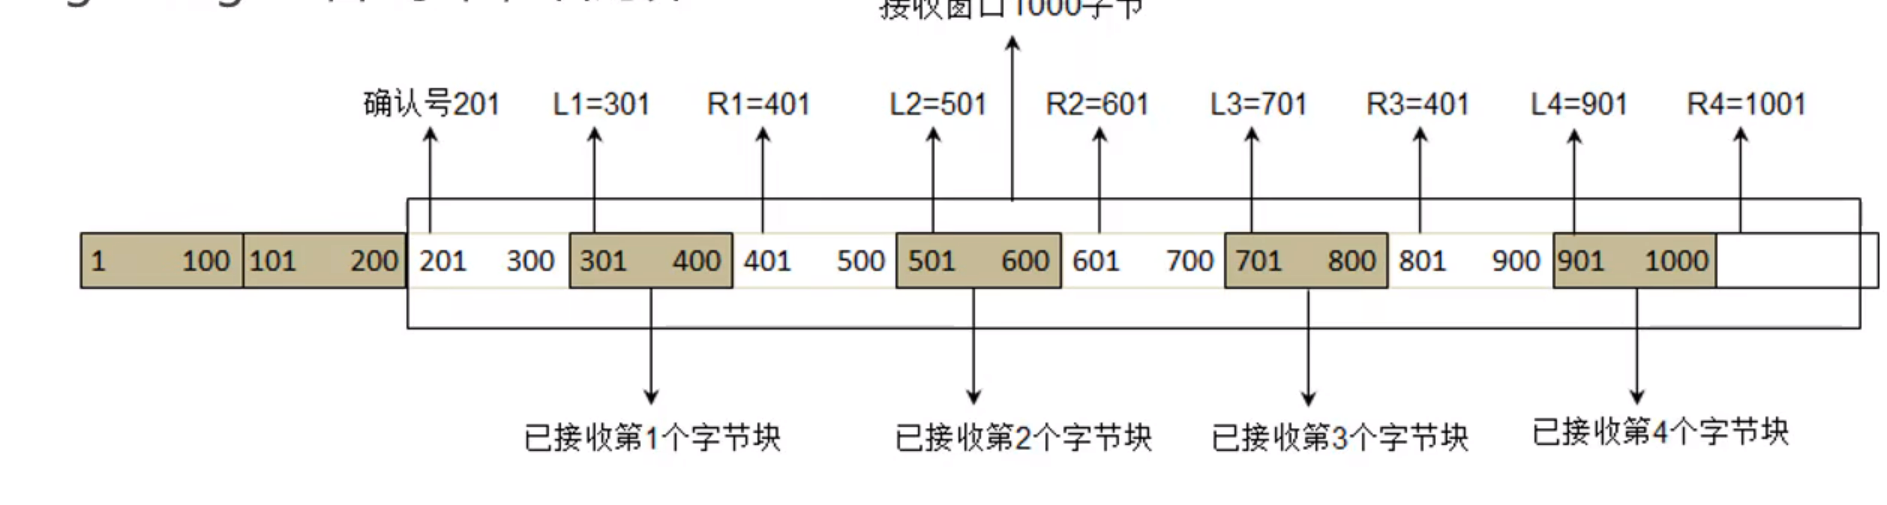 接收窗口1000字节
确认号201 L1=301 R1=401 L2=501 R2=601 L3=701 R3=401 L4=901 R4=1001
1 100 101 200 201 300 301 400 401 500 501 600 601 700 701 800 801 900 901 1000
已接收第1个字节块 已接收第2个字节块 已接收第3个字节块 已接收第4个字节块